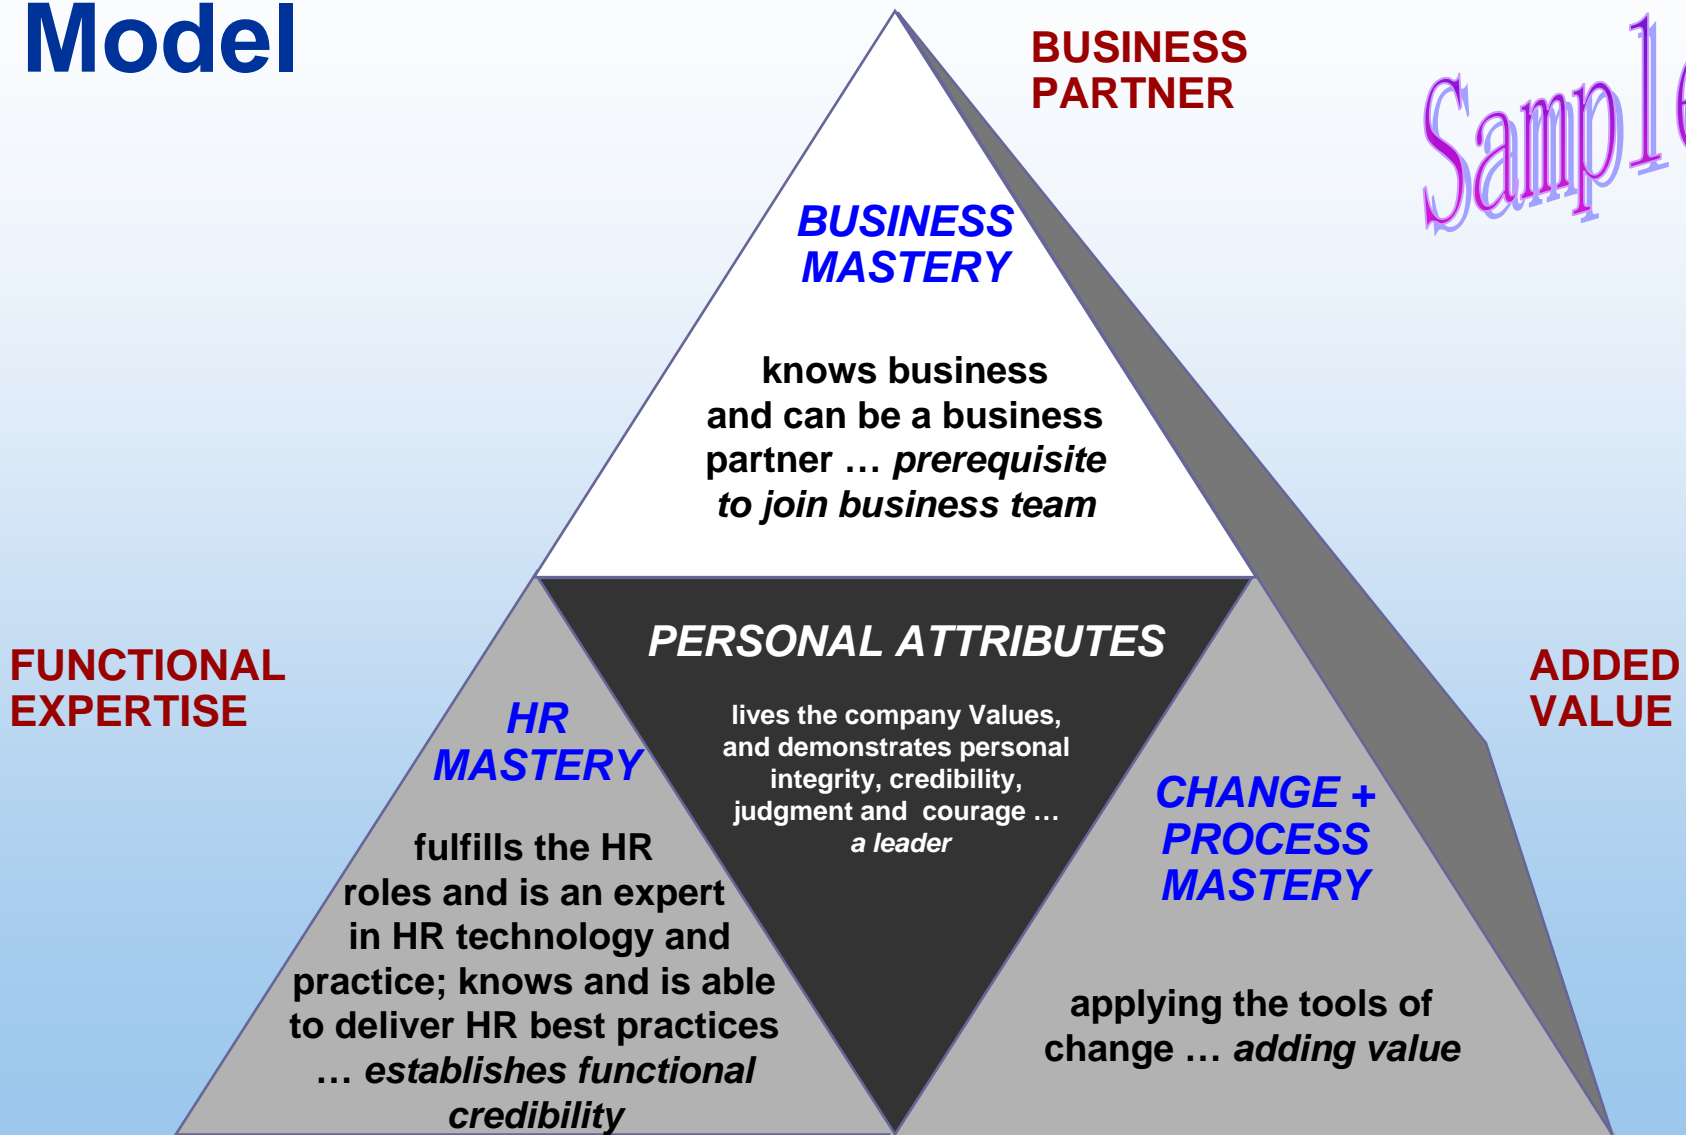 Model
BUSINESS
PARTNER
Sample
BUSINESS
MASTERY
knows business
and can be a business
partner … prerequisite
to join business team
FUNCTIONAL
EXPERTISE
PERSONAL ATTRIBUTES
lives the company Values,
and demonstrates personal
integrity, credibility,
judgment and courage …
a leader
ADDED
VALUE
HR
MASTERY
fulfills the HR
roles and is an expert
in HR technology and
practice; knows and is able
to deliver HR best practices
… establishes functional
credibility
CHANGE +
PROCESS
MASTERY
applying the tools of
change … adding value